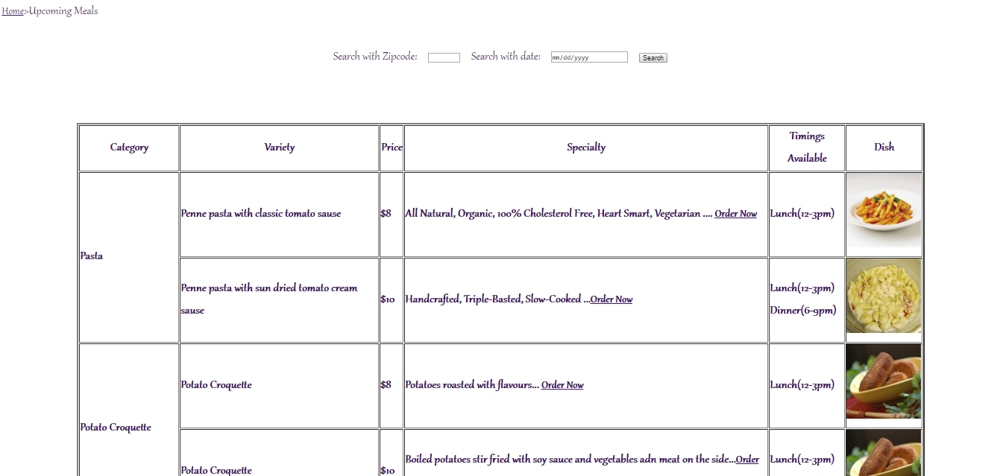 Home>Upcoming Meals
Search with Zipcode: Search with date: mm/dd/yyyy Search
Category Variety Price Specialty Timings Available Dish
Pasta
Penne pasta with classic tomato sause $8 All Natural, Organic, 100% Cholesterol Free, Heart Smart, Vegetarian .... Order Now Lunch(12-3pm)
Penne pasta with sun dried tomato cream
sause
$10 Handcrafted, Triple-Basted, Slow-Cooked ...Order Now
Lunch(12-3pm)
Dinner(6-9pm)
Potato Croquette
Potato Croquette $8 Potatoes roasted with flavours... Order Now Lunch(12-3pm)
Potato Croquette $10
Boiled potatoes stir fried with soy sauce and vegetables adn meat on the side...Order
Lunch(12-3pm)